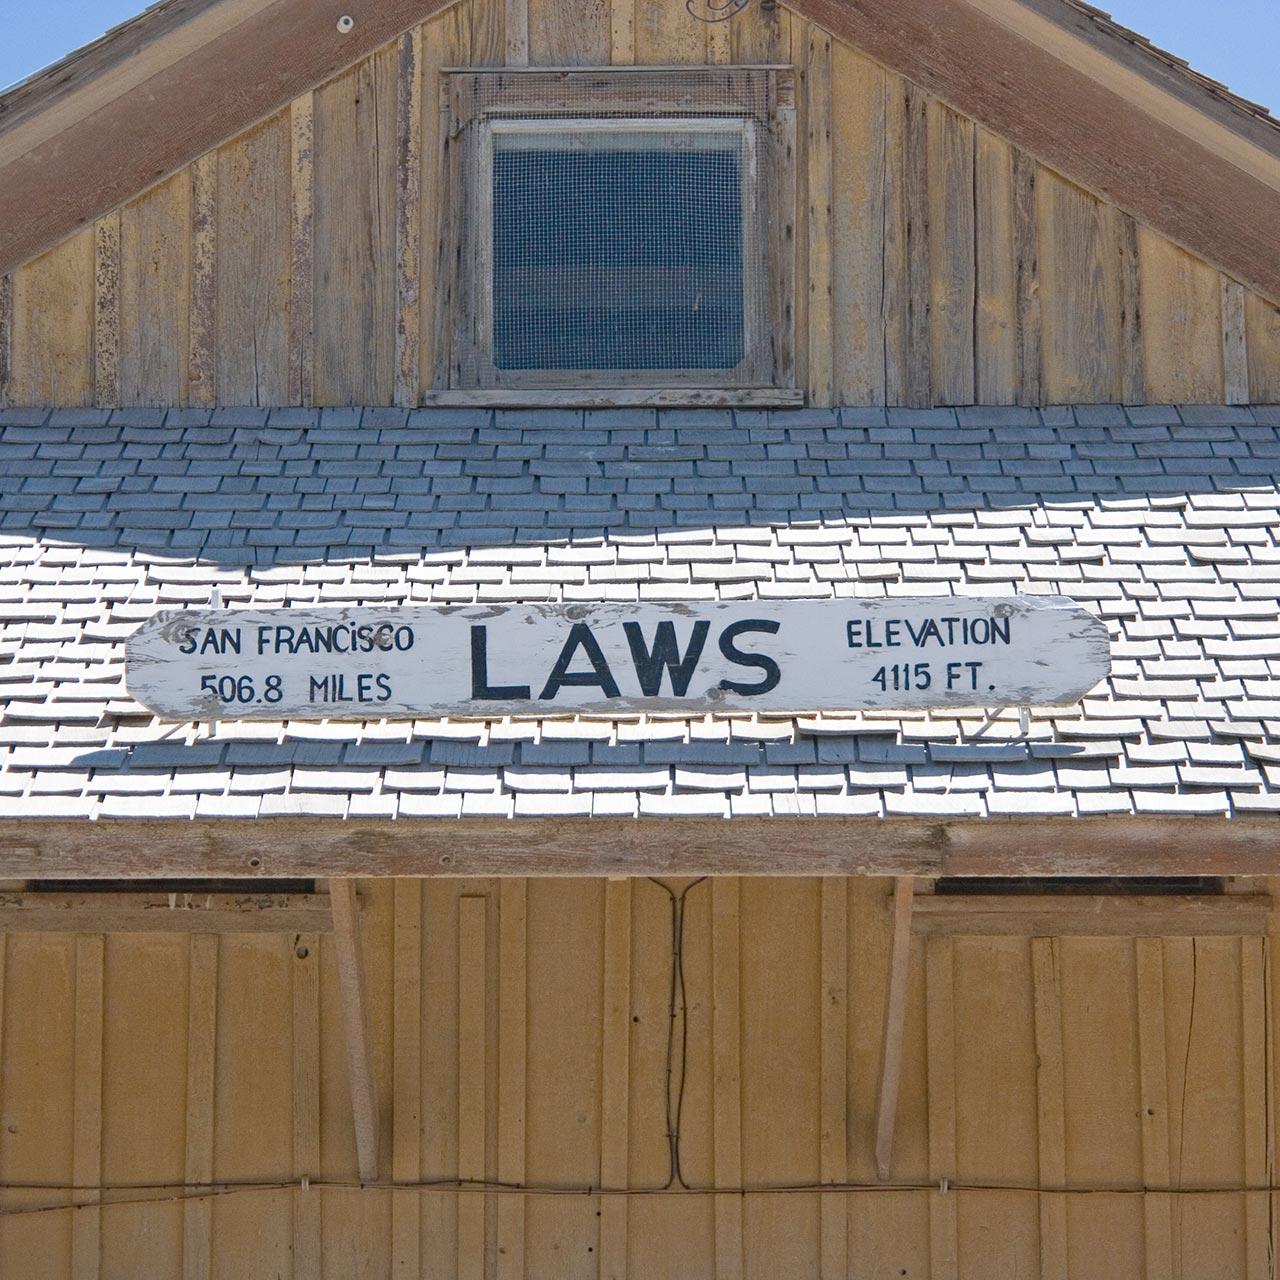 SAN FRANCiSCO
506.8 MILES
LAWS
ELEVATION
4115 FT.